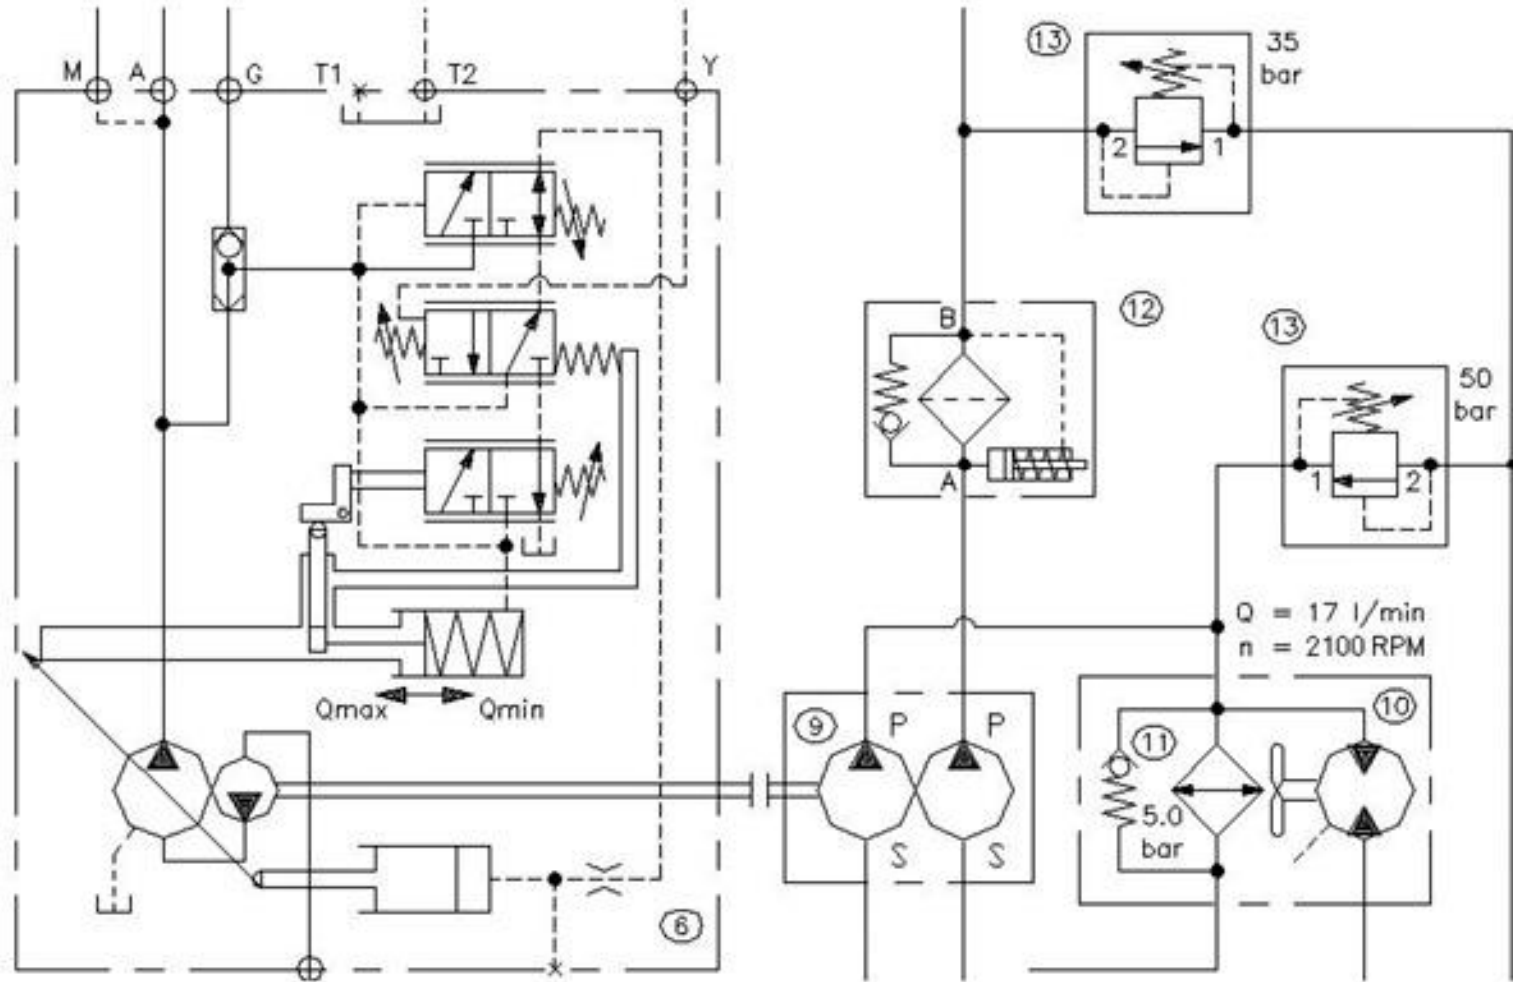 13
35
bar
M A G T1 T2 Y
2 1
B
12
13
50
bar
A
1 2
Q = 17 l/min
n = 2100 RPM
Qmax Qmin
9 P P
10
11
5.0
bar
S S
6